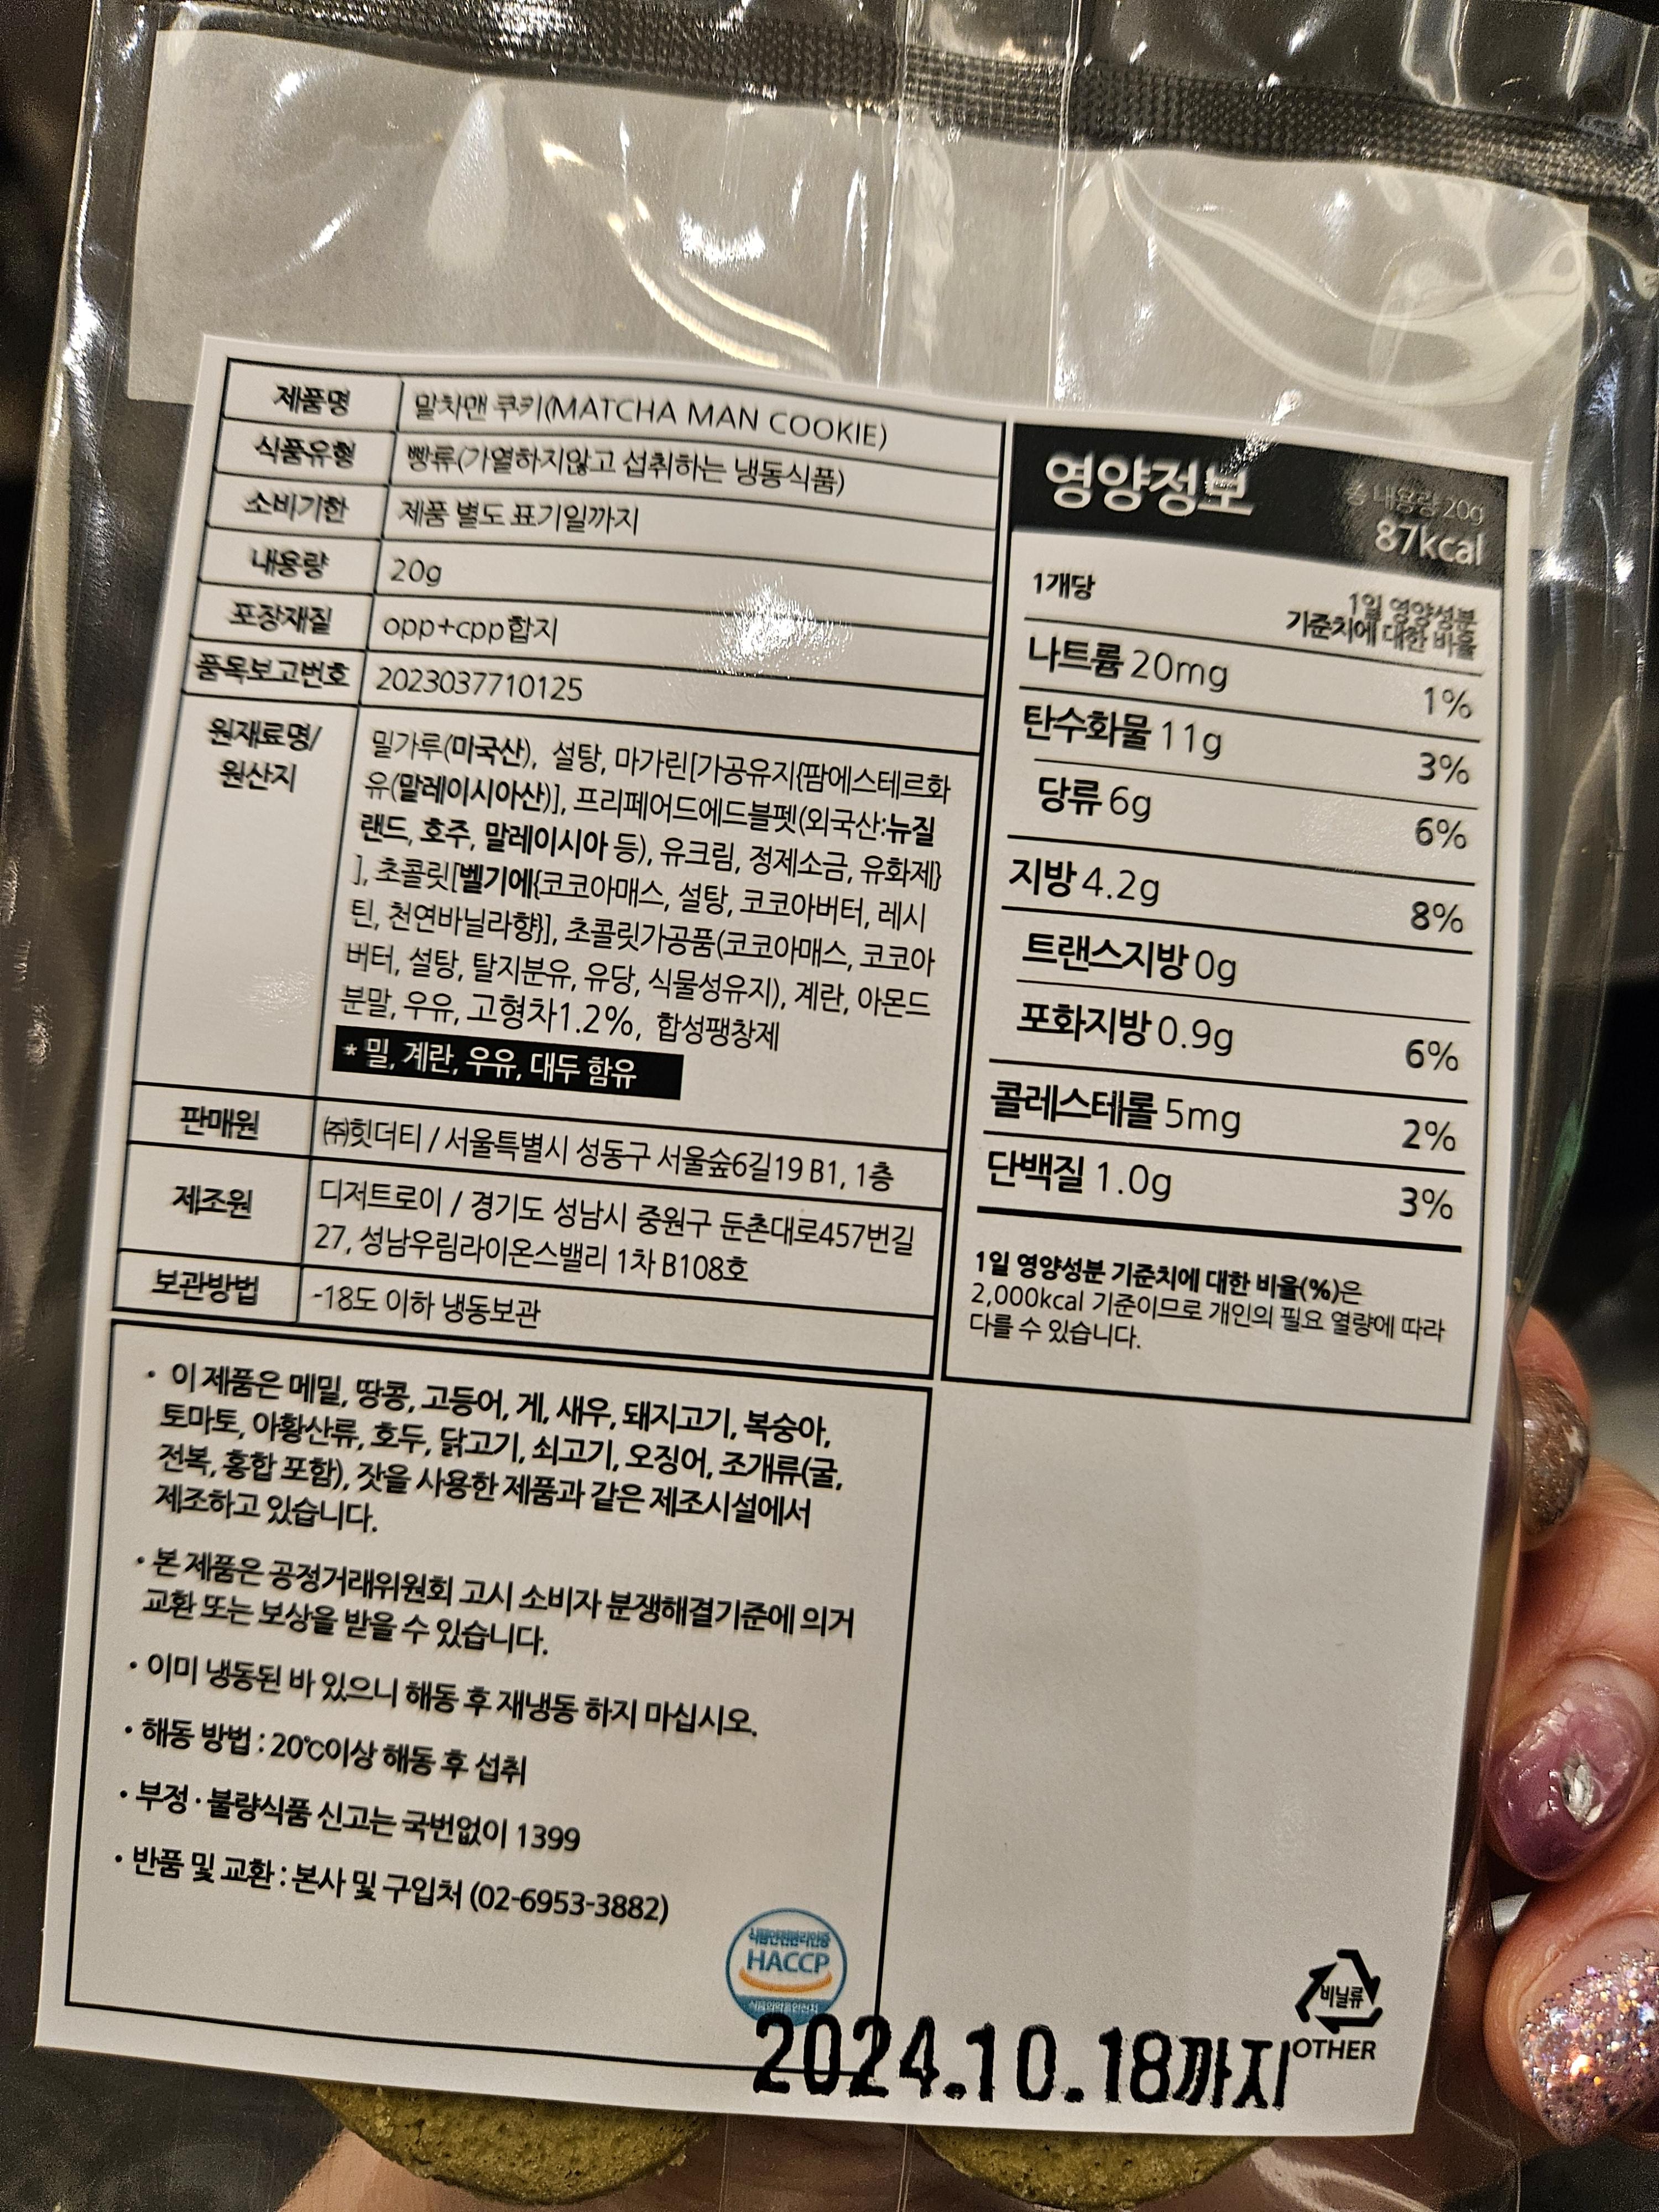 제품명 말차맨 쿠키(MATCHA MAN COOKIE)
식품유형 빵류(가열하지않고 섭취하는 냉동식품)
소비기한 제품 별도 표기일까지
내용량 20g
포장재질 opp+cpp합지
품목보고번호 2023037710125
원재료명/
원산지
밀가루(미국산), 설탕, 마가린[가공유지{팜에스테르화
유(말레이시아산)], 프리페어드에드블펫(외국산:뉴질
랜드, 호주, 말레이시아 등), 유크림, 정제소금, 유화제}
], 초콜릿[벨기에{코코아매스, 설탕, 코코아버터, 레시
틴, 천연바닐라향}], 초콜릿가공품(코코아매스, 코코아
버터, 설탕, 탈지분유, 유당, 식물성유지), 계란, 아몬드
분말, 우유, 고형차1.2%, 합성팽창제
* 밀, 계란, 우유, 대두 함유
판매원 ㈜힛더티 / 서울특별시 성동구 서울숲6길19 B1, 1층
제조원 디저트로이 / 경기도 성남시 중원구 둔촌대로457번길
27, 성남우림라이온스밸리 1차 B108호
보관방법 -18도 이하 냉동보관
영양정보
총 내용량 20g
87kcal
1개당
1일 영양성분
기준치에 대한 비율
나트륨 20mg 1%
탄수화물 11g 3%
당류 6g 6%
지방 4.2g 8%
트랜스지방 0g
포화지방 0.9g 6%
콜레스테롤 5mg 2%
단백질 1.0g 3%
1일 영양성분 기준치에 대한 비율(%)은
2,000kcal 기준이므로 개인의 필요 열량에 따라
다를 수 있습니다.
• 이 제품은 메밀, 땅콩, 고등어, 게, 새우, 돼지고기, 복숭아,
토마토, 아황산류, 호두, 닭고기, 쇠고기, 오징어, 조개류(굴,
전복, 홍합 포함), 잣을 사용한 제품과 같은 제조시설에서
제조하고 있습니다.
• 본 제품은 공정거래위원회 고시 소비자 분쟁해결기준에 의거
교환 또는 보상을 받을 수 있습니다.
• 이미 냉동된 바 있으니 해동 후 재냉동 하지 마십시오.
• 해동 방법 : 20℃이상 해동 후 섭취
• 부정 · 불량식품 신고는 국번없이 1399
• 반품 및 교환 : 본사 및 구입처 (02-6953-3882)
식품안전관리인증
HACCP
비닐류
OTHER
2024.10.18까지